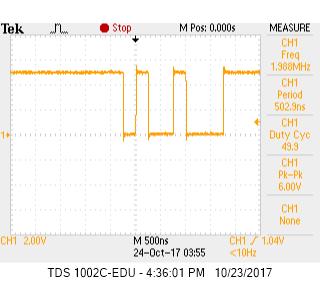 Tek Stop M Pos: 0.000s MEASURE
CH1
Freq
1.988MHz
CH1
Period
502.9ns
CH1
Duty Cyc
49.9
CH1
Pk-Pk
6.00V
CH1
None
1
CH1 2.00V M 500ns CH1 / 1.04V
24-Oct-17 03:55 <10Hz
TDS 1002C-EDU - 4:36:01 PM 10/23/2017